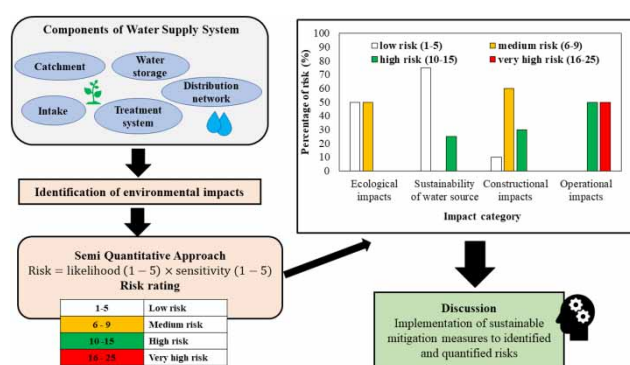 Components of Water Supply System
Catchment
Water
storage
Intake
Treatment
system
Distribution
network
Identification of environmental impacts
Semi Quantitative Approach
Risk = likelihood (1 − 5) × sensitivity (1 − 5)
Risk rating
1-5 Low risk
6 - 9 Medium risk
10 -15 High risk
16 - 25 Very high risk
Percentage of risk (%)
100
90
80
70
60
50
40
30
20
10
0
low risk (1-5) medium risk (6-9)
high risk (10-15) very high risk (16-25)
Ecological
impacts
Sustainability
of water source
Constructional
impacts
Operational
impacts
Impact category
Discussion
Implementation of sustainable
mitigation measures to identified
and quantified risks